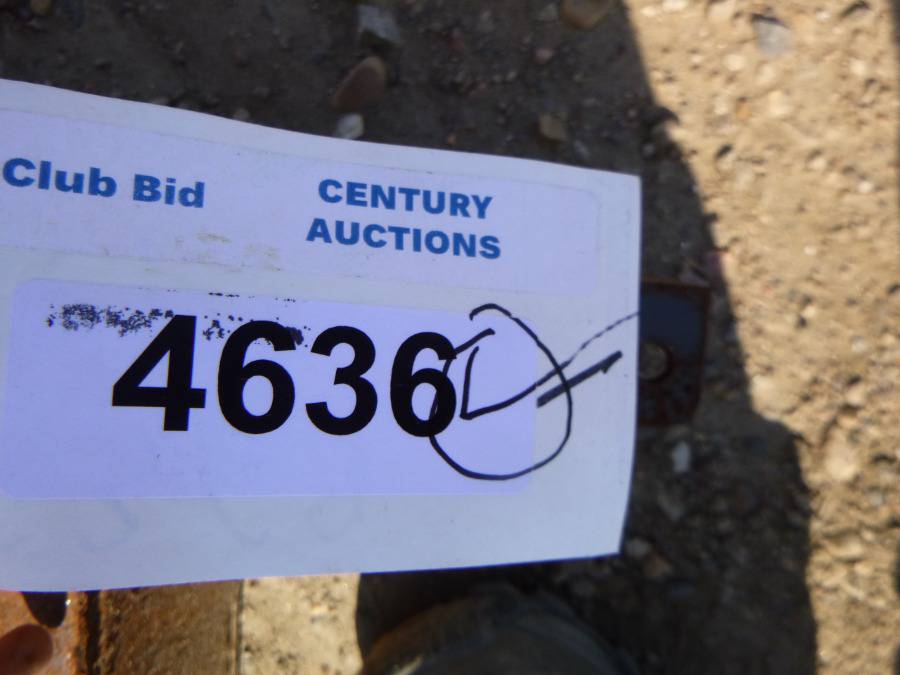 Club Bid
CENTURY
AUCTIONS
4636